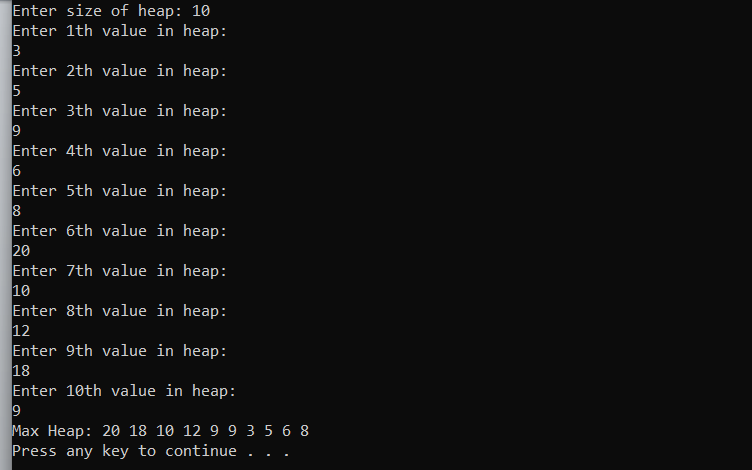 Enter size of heap: 10
Enter 1th value in heap:
3
Enter 2th value in heap:
5
Enter 3th value in heap:
9
Enter 4th value in heap:
6
Enter 5th value in heap:
8
Enter 6th value in heap:
20
Enter 7th value in heap:
10
Enter 8th value in heap:
12
Enter 9th value in heap:
18
Enter 10th value in heap:
9
Max Heap: 20 18 10 12 9 9 3 5 6 8
Press any key to continue . . .